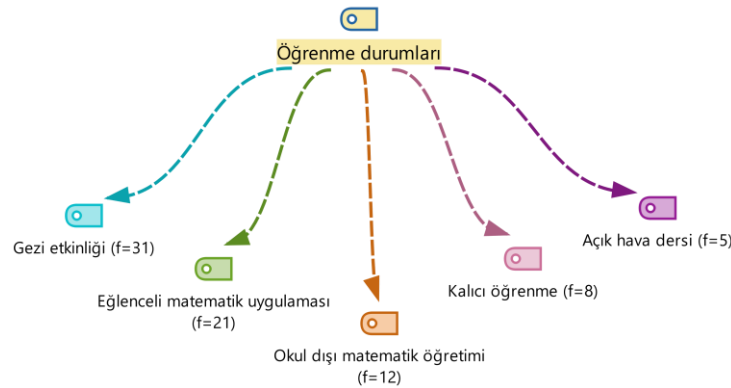 Öğrenme durumları
Gezi etkinliği (f=31)
Eğlenceli matematik uygulaması
(f=21)
Okul dışı matematik öğretimi
(f=12)
Kalıcı öğrenme (f=8)
Açık hava dersi (f=5)